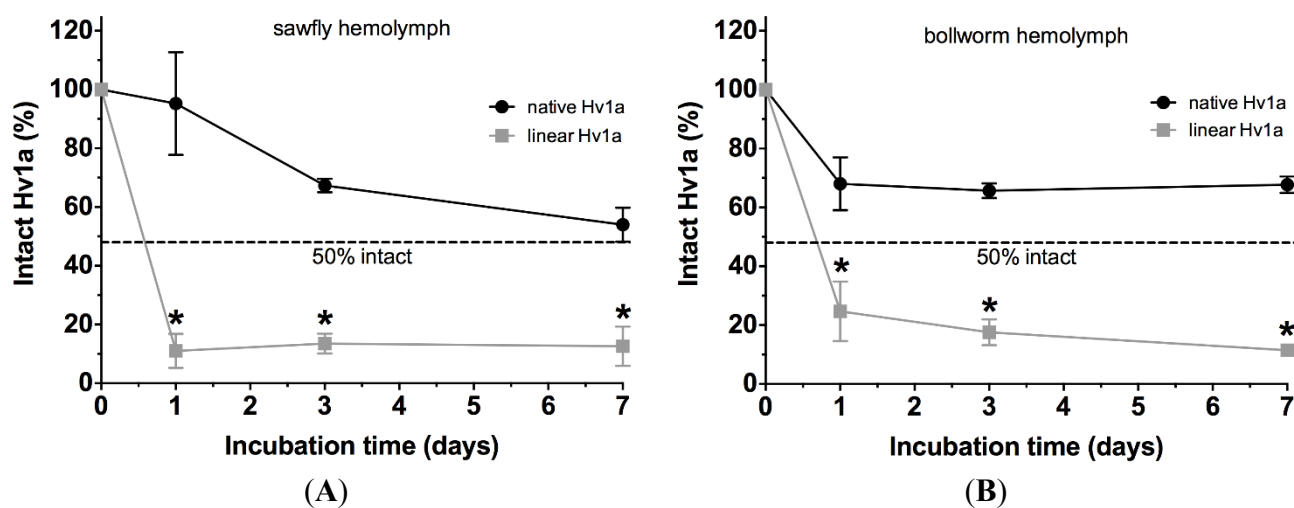 sawfly hemolymph
native Hv1a
linear Hv1a
50% intact
* * *
Intact Hv1a (%)
120
100
80
60
40
20
0
0 1 2 3 4 5 6 7
Incubation time (days)
(A)
bollworm hemolymph
native Hv1a
linear Hv1a
50% intact
* * *
Intact Hv1a (%)
120
100
80
60
40
20
0
0 1 2 3 4 5 6 7
Incubation time (days)
(B)